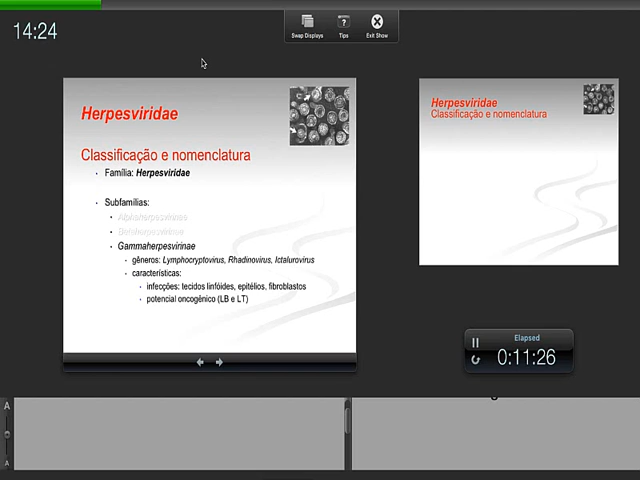 14:24
Swap Displays
Tips
Exit Show
Herpesviridae
Classificação e nomenclatura
· Família: Herpesviridae
· Subfamílias:
· Alphaherpesvirinae
· Betaherpesvirinae
· Gammaherpesvirinae
· gêneros: Lymphocryptovirus, Rhadinovirus, Ictalurovirus
· características:
· infecções: tecidos linfóides, epitélios, fibroblastos
· potencial oncogênico (LB e LT)
Herpesviridae
Classificação e nomenclatura
Elapsed
0:11:26
A
A